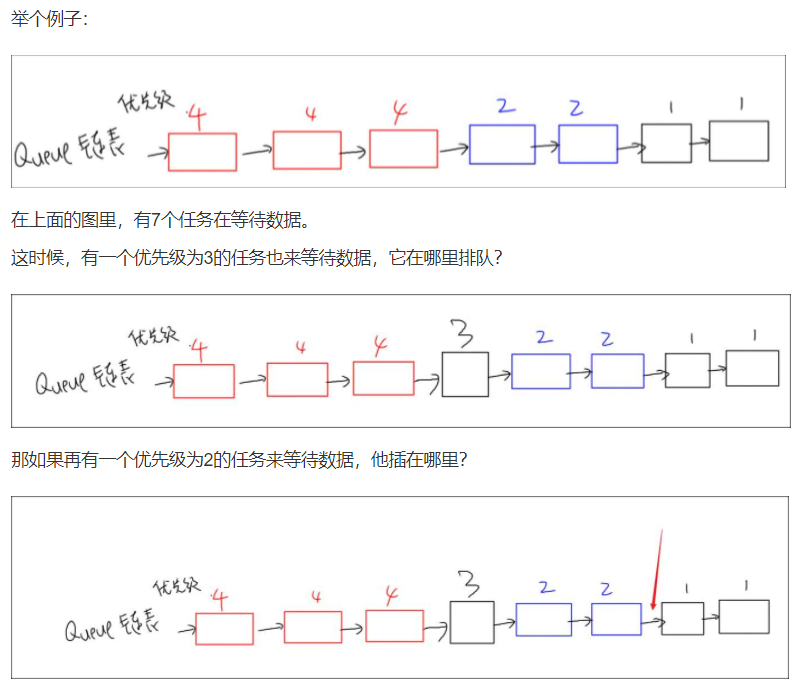 举个例子：
优先级 4 4 4 2 2 1 1
Queue 链表
在上面的图里，有7个任务在等待数据。
这时候，有一个优先级为3的任务也来等待数据，它在哪里排队？
优先级 4 4 4 3 2 2 1 1
Queue 链表
那如果再有一个优先级为2的任务来等待数据，他插在哪里？
优先级 4 4 4 3 2 2 1 1
Queue 链表